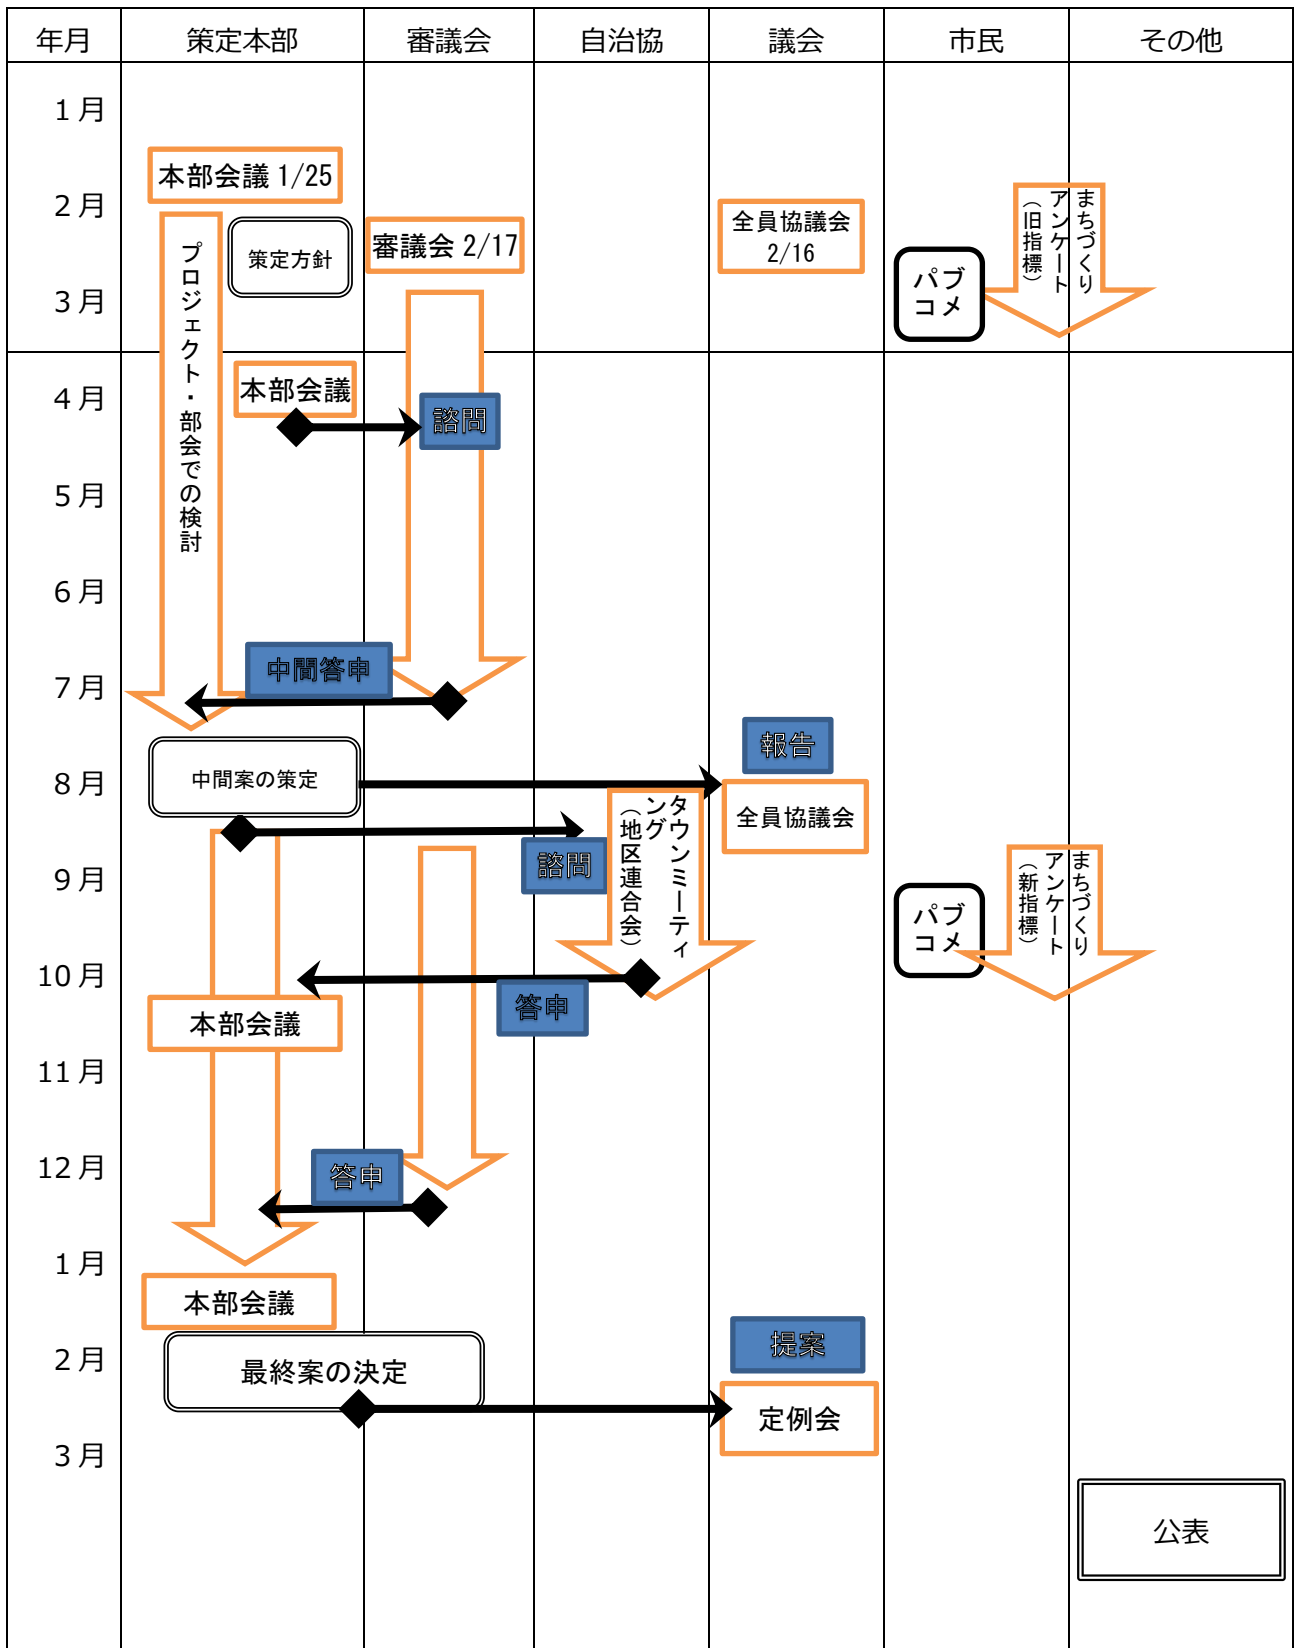 年月 策定本部 審議会 自治協 議会 市民 その他
1月
本部会議 1/25
2月
策定方針
審議会 2/17
全員協議会
2/16
まちづくり
アンケート
（旧指標）
プロジェクト・部会での検討
パブ
コメ
3月
本部会議
4月
諮問
5月
6月
中間答申
7月
報告
中間案の策定
8月
全員協議会
タウンミーティ
ング
（地区連合会）
諮問
まちづくり
アンケート
（新指標）
9月
パブ
コメ
10月
答申
本部会議
11月
12月
答申
1月
本部会議
提案
2月
最終案の決定
定例会
3月
公表